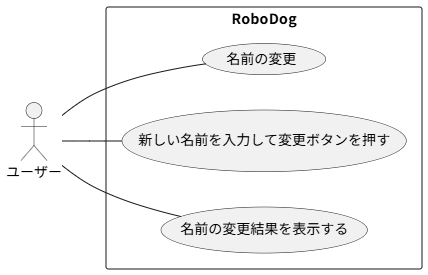 RoboDog
名前の変更
新しい名前を入力して変更ボタンを押す
ユーザー
名前の変更結果を表示する